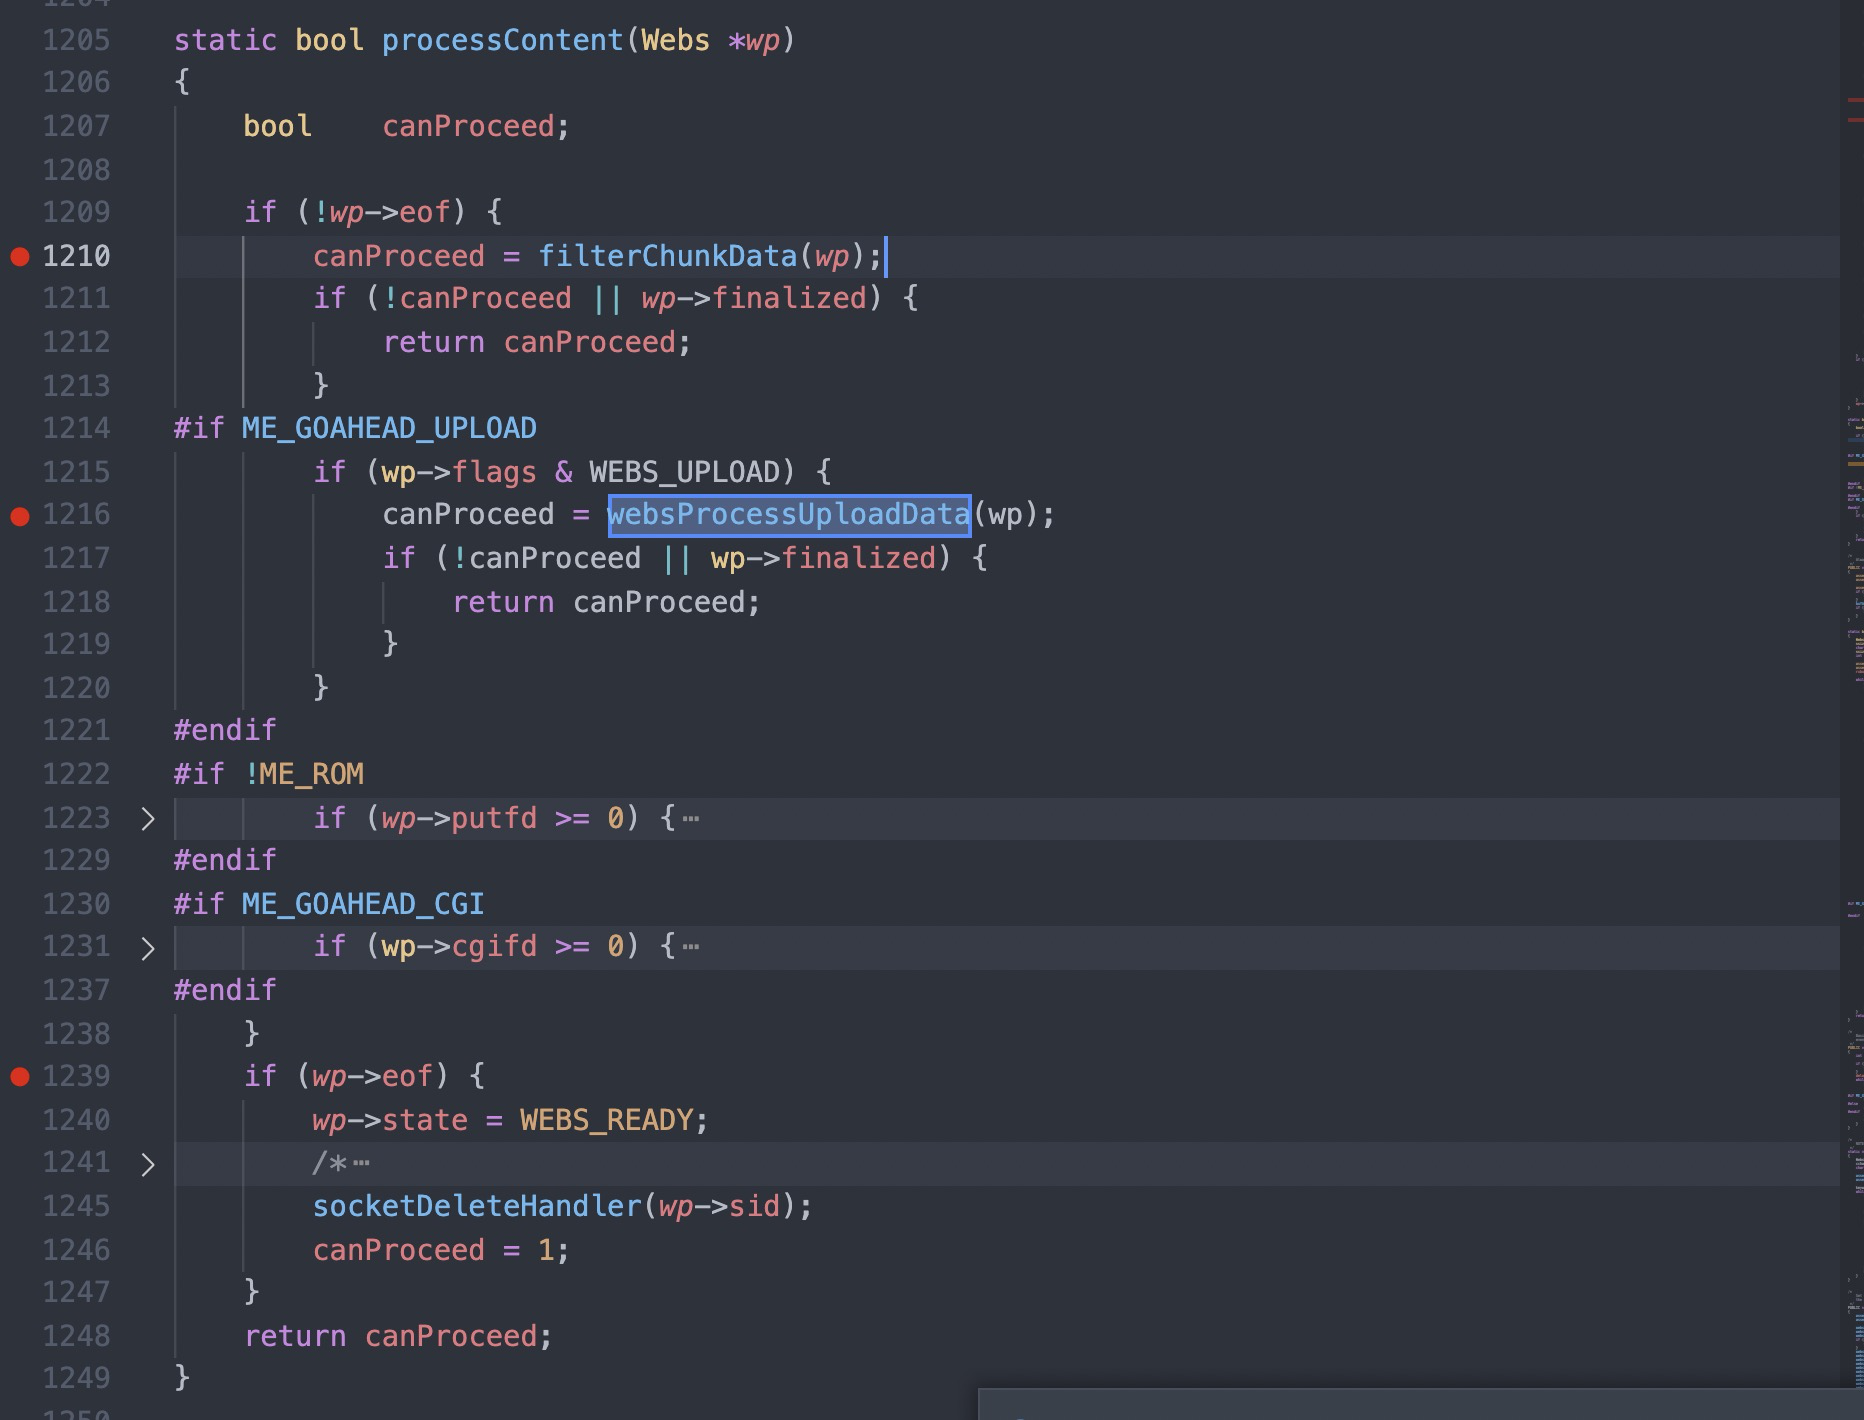 1205 static bool processContent(Webs *wp)
1206 {
1207     bool    canProceed;
1208
1209     if (!wp->eof) {
1210         canProceed = filterChunkData(wp);
1211         if (!canProceed || wp->finalized) {
1212             return canProceed;
1213         }
1214 #if ME_GOAHEAD_UPLOAD
1215         if (wp->flags & WEBS_UPLOAD) {
1216             canProceed = websProcessUploadData(wp);
1217             if (!canProceed || wp->finalized) {
1218                 return canProceed;
1219             }
1220         }
1221 #endif
1222 #if !ME_ROM
1223         if (wp->putfd >= 0) {⋯
1229 #endif
1230 #if ME_GOAHEAD_CGI
1231         if (wp->cgifd >= 0) {⋯
1237 #endif
1238     }
1239     if (wp->eof) {
1240         wp->state = WEBS_READY;
1241         /*⋯
1245         socketDeleteHandler(wp->sid);
1246         canProceed = 1;
1247     }
1248     return canProceed;
1249 }